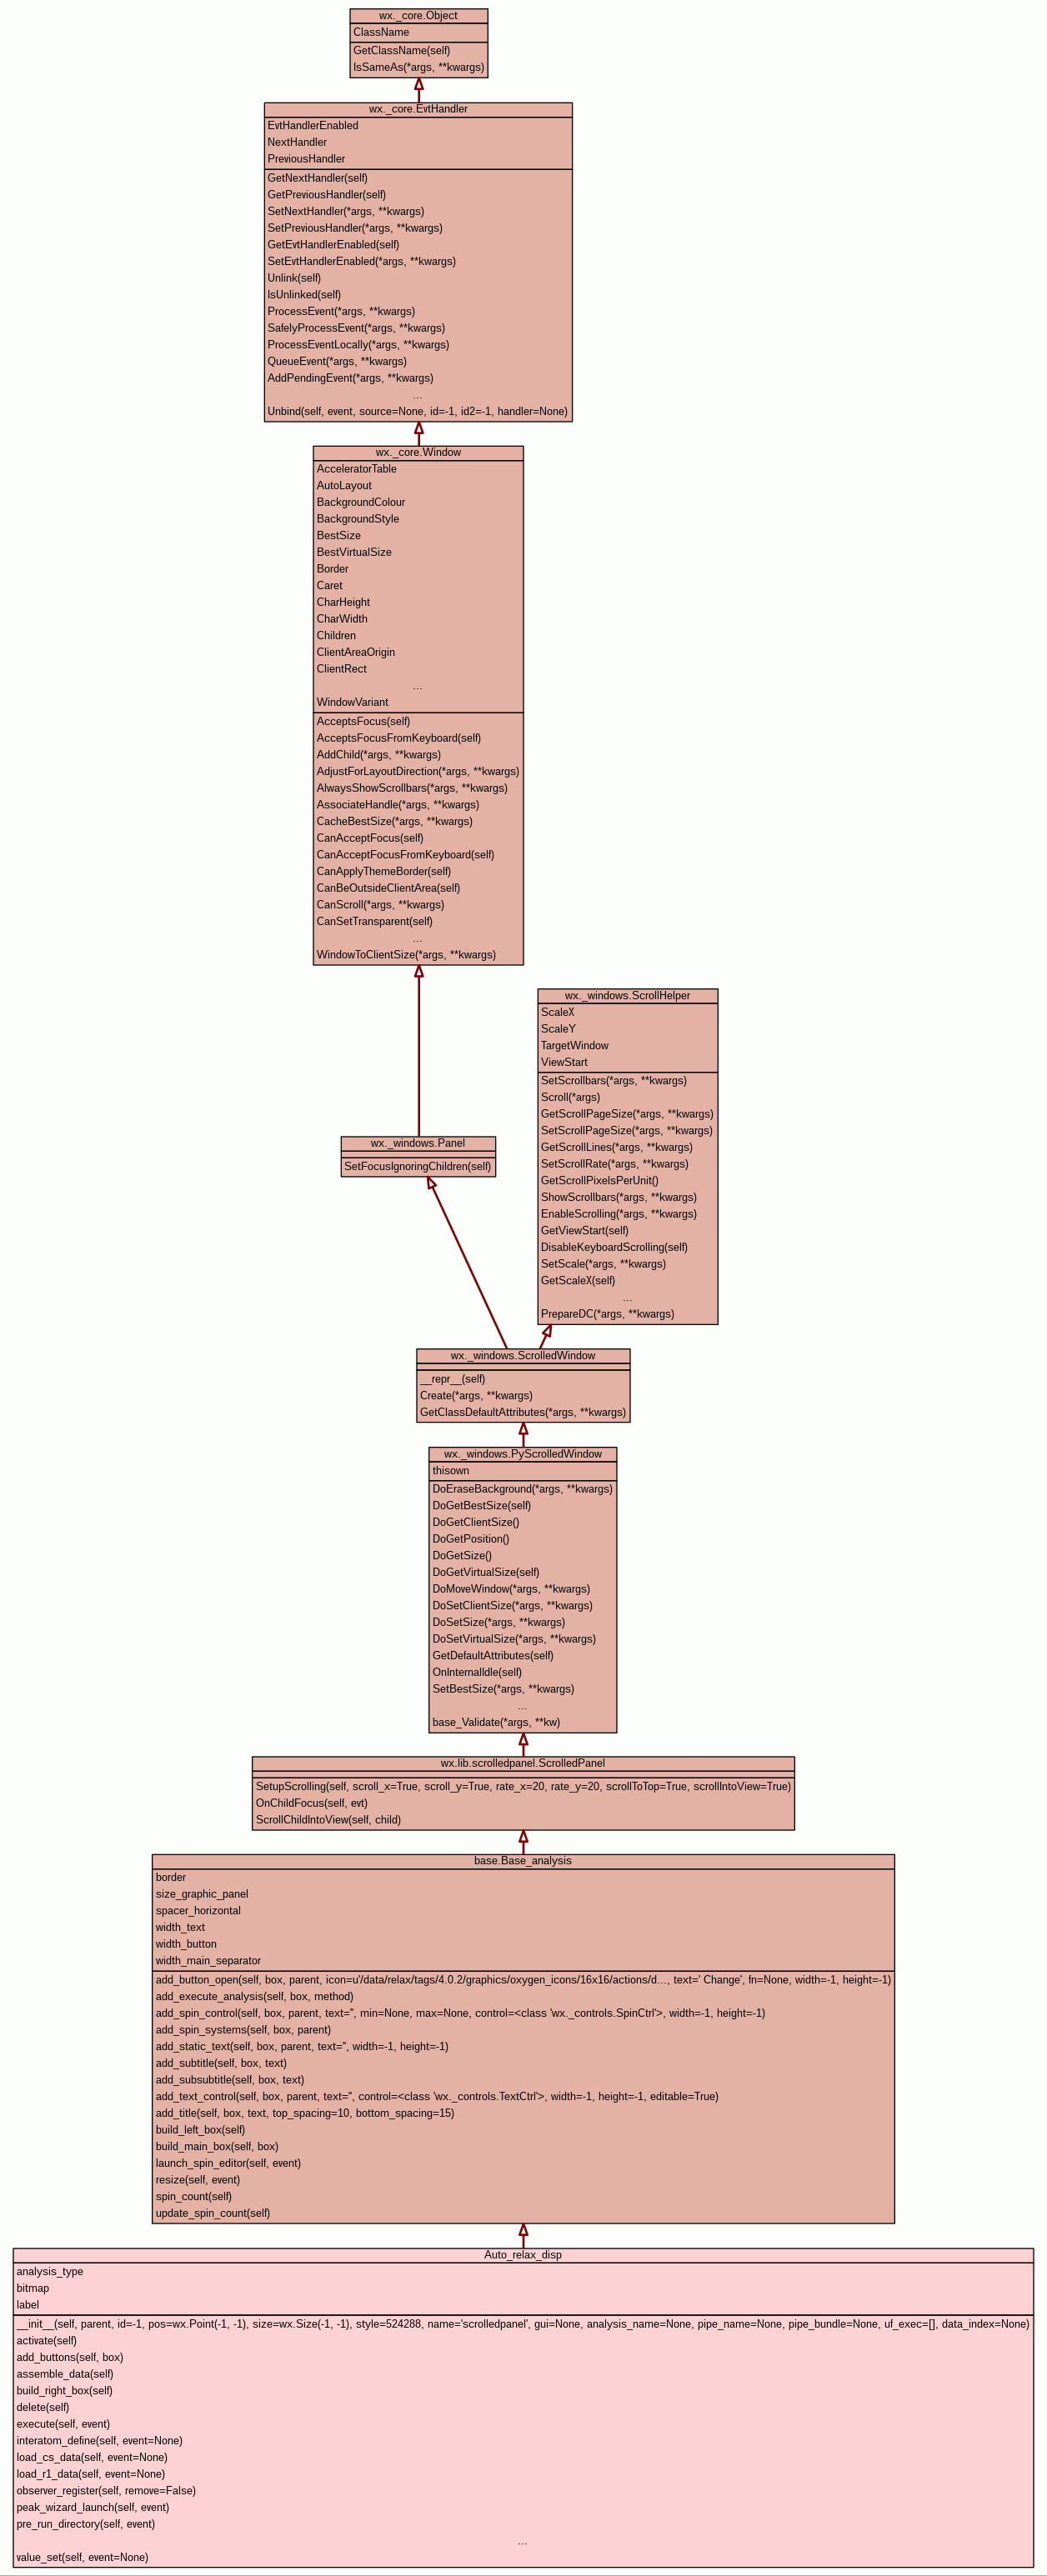 wx._core.Object
ClassName
GetClassName(self)
IsSameAs(*args, **kwargs)
wx._core.EvtHandler
EvtHandlerEnabled
NextHandler
PreviousHandler
GetNextHandler(self)
GetPreviousHandler(self)
SetNextHandler(*args, **kwargs)
SetPreviousHandler(*args, **kwargs)
GetEvtHandlerEnabled(self)
SetEvtHandlerEnabled(*args, **kwargs)
Unlink(self)
IsUnlinked(self)
ProcessEvent(*args, **kwargs)
SafelyProcessEvent(*args, **kwargs)
ProcessEventLocally(*args, **kwargs)
QueueEvent(*args, **kwargs)
AddPendingEvent(*args, **kwargs)
...
Unbind(self, event, source=None, id=-1, id2=-1, handler=None)
wx._core.Window
AcceleratorTable
AutoLayout
BackgroundColour
BackgroundStyle
BestSize
BestVirtualSize
Border
Caret
CharHeight
CharWidth
Children
ClientAreaOrigin
ClientRect
...
WindowVariant
AcceptsFocus(self)
AcceptsFocusFromKeyboard(self)
AddChild(*args, **kwargs)
AdjustForLayoutDirection(*args, **kwargs)
AlwaysShowScrollbars(*args, **kwargs)
AssociateHandle(*args, **kwargs)
CacheBestSize(*args, **kwargs)
CanAcceptFocus(self)
CanAcceptFocusFromKeyboard(self)
CanApplyThemeBorder(self)
CanBeOutsideClientArea(self)
CanScroll(*args, **kwargs)
CanSetTransparent(self)
...
WindowToClientSize(*args, **kwargs)
wx._windows.ScrollHelper
ScaleX
ScaleY
TargetWindow
ViewStart
SetScrollbars(*args, **kwargs)
Scroll(*args)
GetScrollPageSize(*args, **kwargs)
SetScrollPageSize(*args, **kwargs)
GetScrollLines(*args, **kwargs)
SetScrollRate(*args, **kwargs)
GetScrollPixelsPerUnit()
ShowScrollbars(*args, **kwargs)
EnableScrolling(*args, **kwargs)
GetViewStart(self)
DisableKeyboardScrolling(self)
SetScale(*args, **kwargs)
GetScaleX(self)
...
PrepareDC(*args, **kwargs)
wx._windows.Panel
SetFocusIgnoringChildren(self)
wx._windows.ScrolledWindow
__repr__(self)
Create(*args, **kwargs)
GetClassDefaultAttributes(*args, **kwargs)
wx._windows.PyScrolledWindow
thisown
DoEraseBackground(*args, **kwargs)
DoGetBestSize(self)
DoGetClientSize()
DoGetPosition()
DoGetSize()
DoGetVirtualSize(self)
DoMoveWindow(*args, **kwargs)
DoSetClientSize(*args, **kwargs)
DoSetSize(*args, **kwargs)
DoSetVirtualSize(*args, **kwargs)
GetDefaultAttributes(self)
OnInternalIdle(self)
SetBestSize(*args, **kwargs)
...
base_Validate(*args, **kw)
wx.lib.scrolledpanel.ScrolledPanel
SetupScrolling(self, scroll_x=True, scroll_y=True, rate_x=20, rate_y=20, scrollToTop=True, scrollIntoView=True)
OnChildFocus(self, evt)
ScrollChildIntoView(self, child)
base.Base_analysis
border
size_graphic_panel
spacer_horizontal
width_text
width_button
width_main_separator
add_button_open(self, box, parent, icon=u'/data/relax/tags/4.0.2/graphics/oxygen_icons/16x16/actions/d..., text=' Change', fn=None, width=-1, height=-1)
add_execute_analysis(self, box, method)
add_spin_control(self, box, parent, text='', min=None, max=None, control=<class 'wx._controls.SpinCtrl'>, width=-1, height=-1)
add_spin_systems(self, box, parent)
add_static_text(self, box, parent, text='', width=-1, height=-1)
add_subtitle(self, box, text)
add_subsubtitle(self, box, text)
add_text_control(self, box, parent, text='', control=<class 'wx._controls.TextCtrl'>, width=-1, height=-1, editable=True)
add_title(self, box, text, top_spacing=10, bottom_spacing=15)
build_left_box(self)
build_main_box(self, box)
launch_spin_editor(self, event)
resize(self, event)
spin_count(self)
update_spin_count(self)
Auto_relax_disp
analysis_type
bitmap
label
__init__(self, parent, id=-1, pos=wx.Point(-1, -1), size=wx.Size(-1, -1), style=524288, name='scrolledpanel', gui=None, analysis_name=None, pipe_name=None, pipe_bundle=None, uf_exec=[], data_index=None)
activate(self)
add_buttons(self, box)
assemble_data(self)
build_right_box(self)
delete(self)
execute(self, event)
interatom_define(self, event=None)
load_cs_data(self, event=None)
load_r1_data(self, event=None)
observer_register(self, remove=False)
peak_wizard_launch(self, event)
pre_run_directory(self, event)
...
value_set(self, event=None)